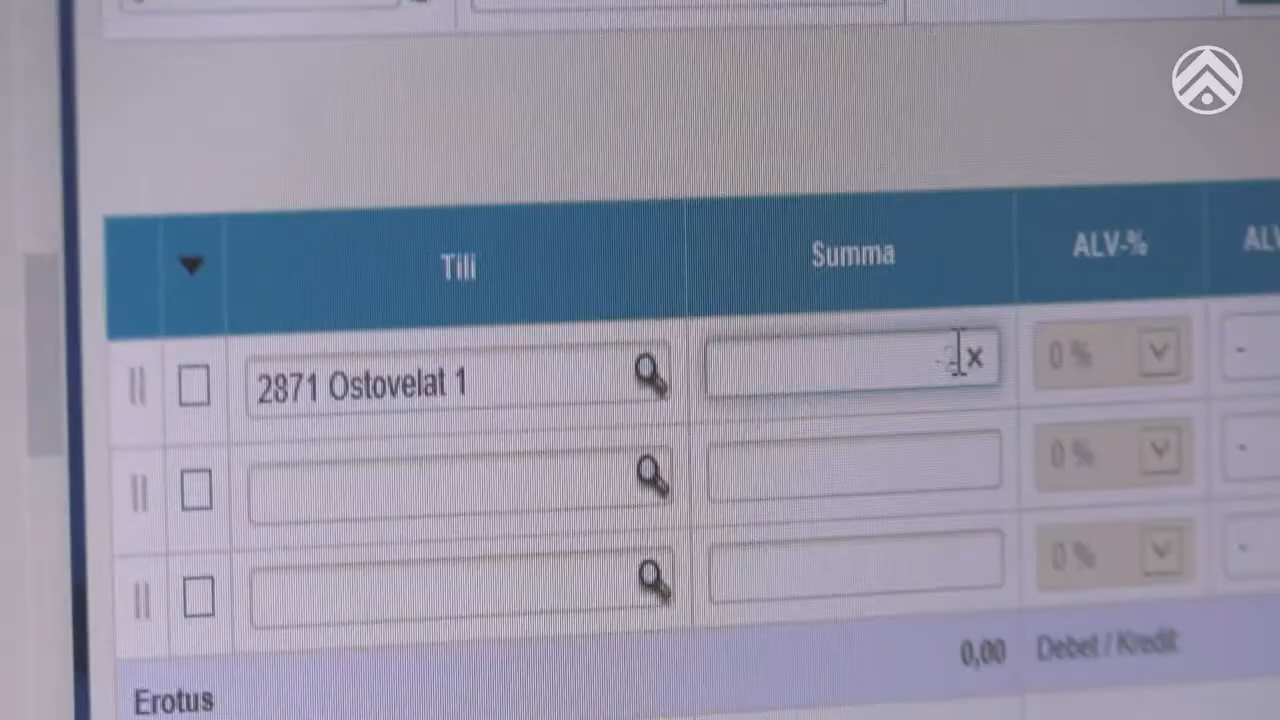 Tili Summa ALV-%
2871 Ostovelat 1 0 %
0 %
0 %
0,00 Debet / Kredit
Erotus